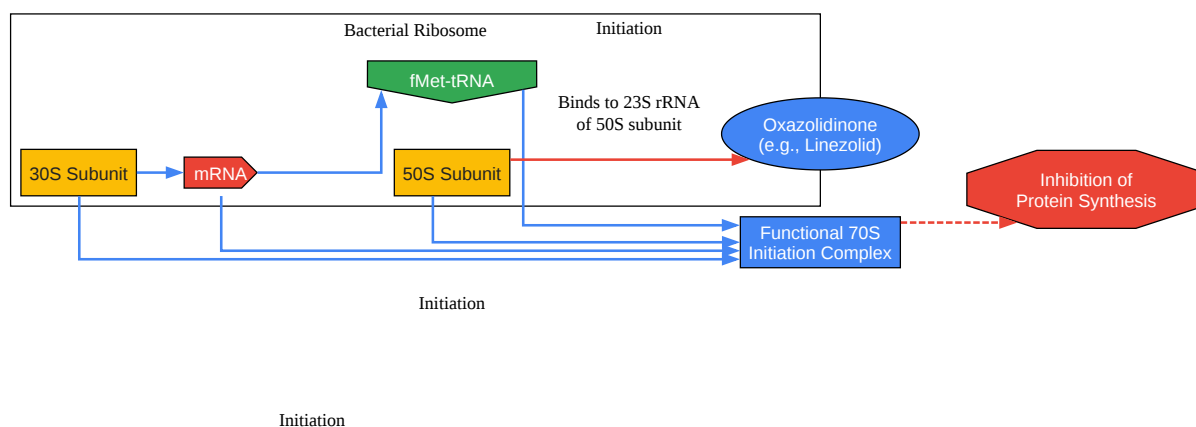 Bacterial Ribosome
Initiation
fMet-tRNA
Binds to 23S rRNA
of 50S subunit
Oxazolidinone
(e.g., Linezolid)
30S Subunit
mRNA
50S Subunit
Inhibition of
Protein Synthesis
Functional 70S
Initiation Complex
Initiation
Initiation